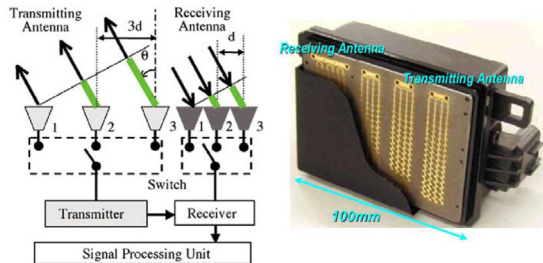 Transmitting
Antenna
3d
Receiving
Antenna
d
θ
1
2
3
1
2
3
Switch
Transmitter
Receiver
Signal Processing Unit
Receiving Antenna
Transmitting Antenna
100mm